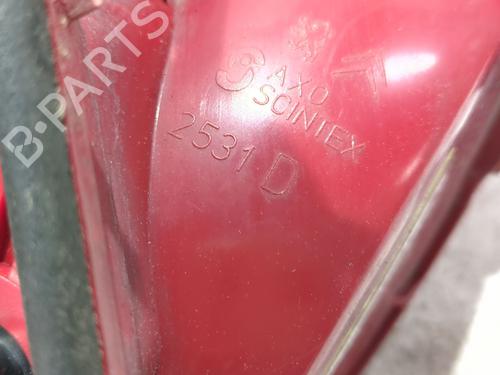 AXO
SCINTEX
2531 D
B-PARTS